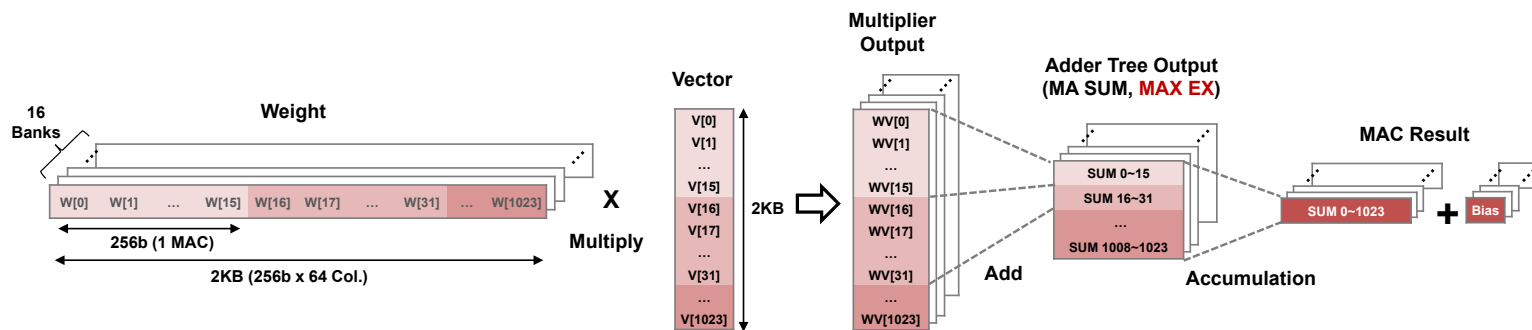 16
Banks
Weight
W[0] W[1] ... W[15] W[16] W[17] ... W[31] ... W[1023]
256b (1 MAC)
2KB (256b x 64 Col.)
X
Multiply
Vector
V[0]
V[1]
...
V[15]
V[16]
V[17]
...
V[31]
...
V[1023]
2KB
Multiplier
Output
WV[0]
WV[1]
...
WV[15]
WV[16]
WV[17]
...
WV[31]
...
WV[1023]
Add
Adder Tree Output
(MA SUM, MAX EX)
SUM 0~15
SUM 16~31
...
SUM 1008~1023
Accumulation
MAC Result
SUM 0~1023
+
Bias